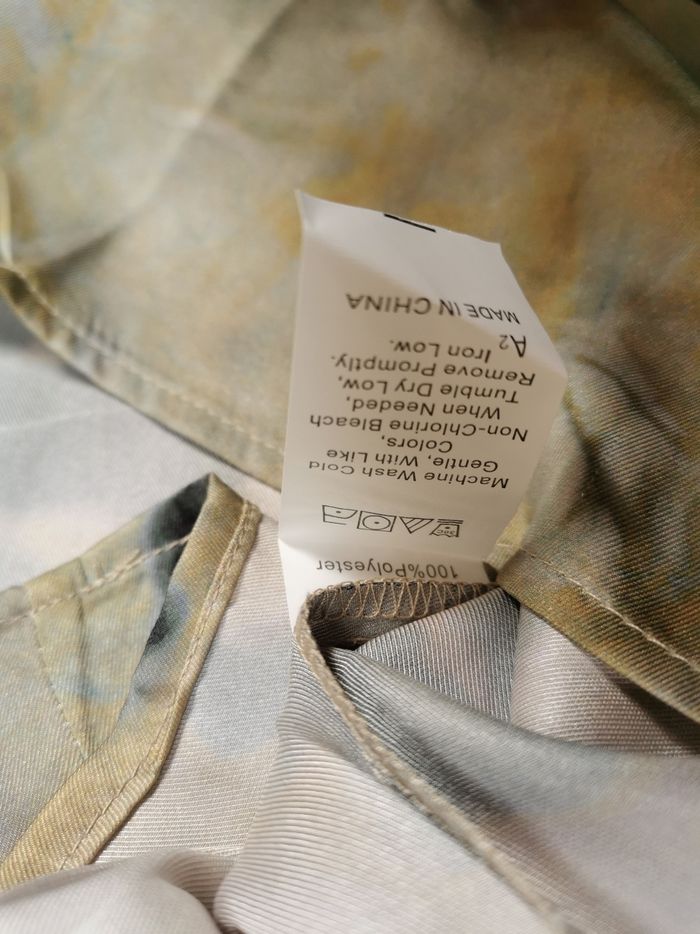 100%Polyester
30C
Machine Wash Cold
Gentle, With Like
Colors,
Non-Chlorine Bleach
When Needed,
Tumble Dry Low,
Remove Promptly.
Iron Low.
A2
MADE IN CHINA